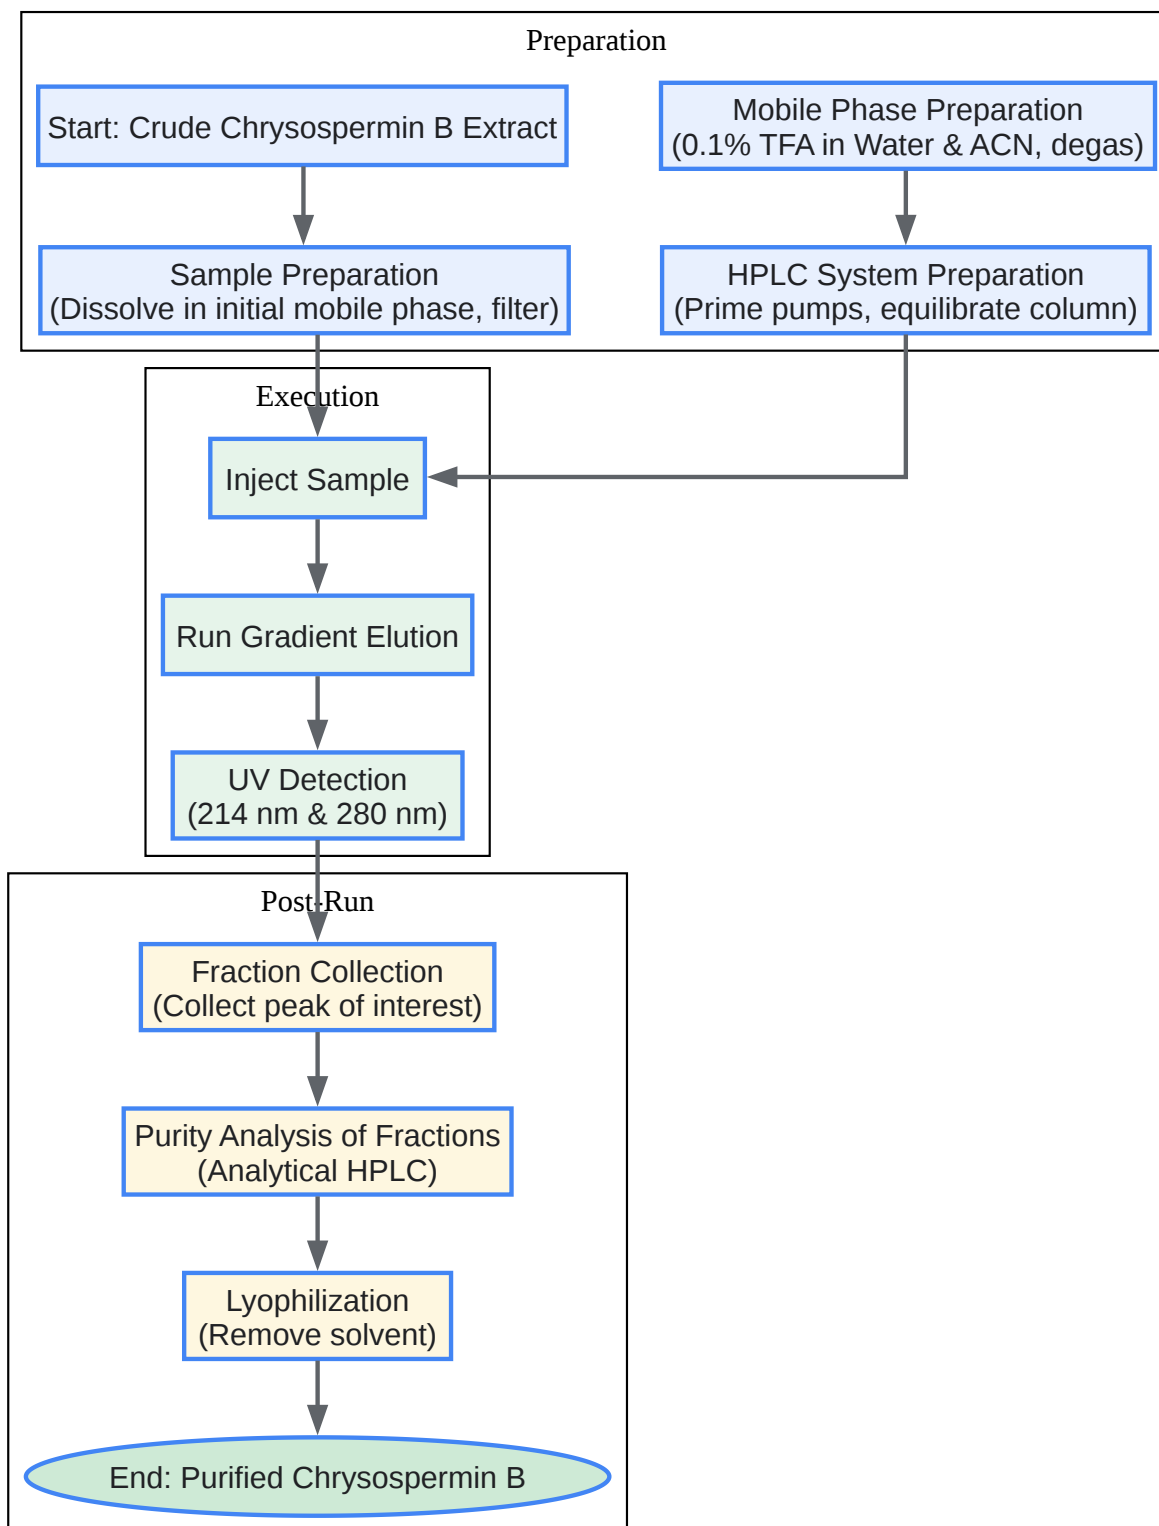 Preparation
Start: Crude Chrysospermin B Extract
Mobile Phase Preparation
(0.1% TFA in Water & ACN, degas)
Sample Preparation
(Dissolve in initial mobile phase, filter)
HPLC System Preparation
(Prime pumps, equilibrate column)
Execution
Inject Sample
Run Gradient Elution
UV Detection
(214 nm & 280 nm)
Post-Run
Fraction Collection
(Collect peak of interest)
Purity Analysis of Fractions
(Analytical HPLC)
Lyophilization
(Remove solvent)
End: Purified Chrysospermin B